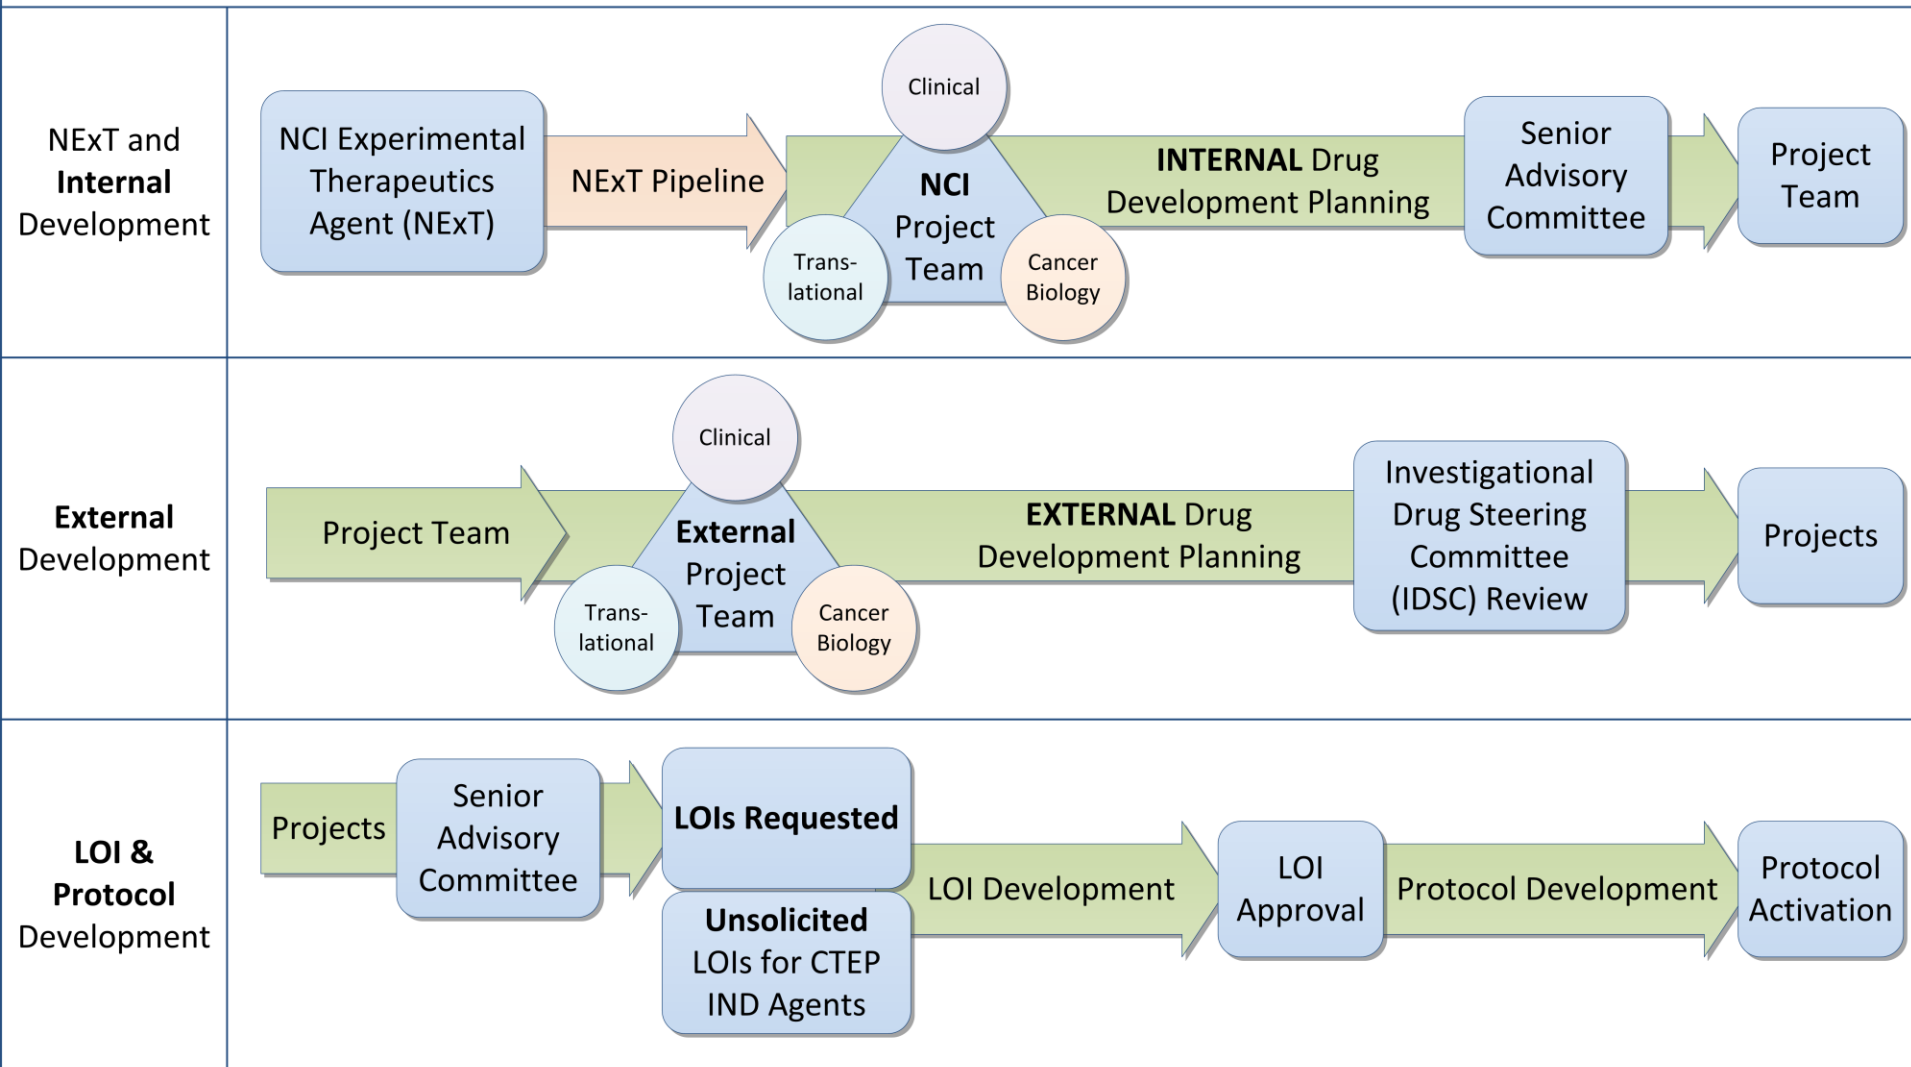 NExT and
Internal
Development
NCI Experimental
Therapeutics
Agent (NExT)
NExT Pipeline
Clinical
NCI
Project
Team
Trans-
lational
Cancer
Biology
INTERNAL Drug
Development Planning
Senior
Advisory
Committee
Project
Team
External
Development
Project Team
Clinical
External
Project
Team
Trans-
lational
Cancer
Biology
EXTERNAL Drug
Development Planning
Investigational
Drug Steering
Committee
(IDSC) Review
Projects
LOI &
Protocol
Development
Projects
Senior
Advisory
Committee
LOIs Requested
Unsolicited
LOIs for CTEP
IND Agents
LOI Development
LOI
Approval
Protocol Development
Protocol
Activation